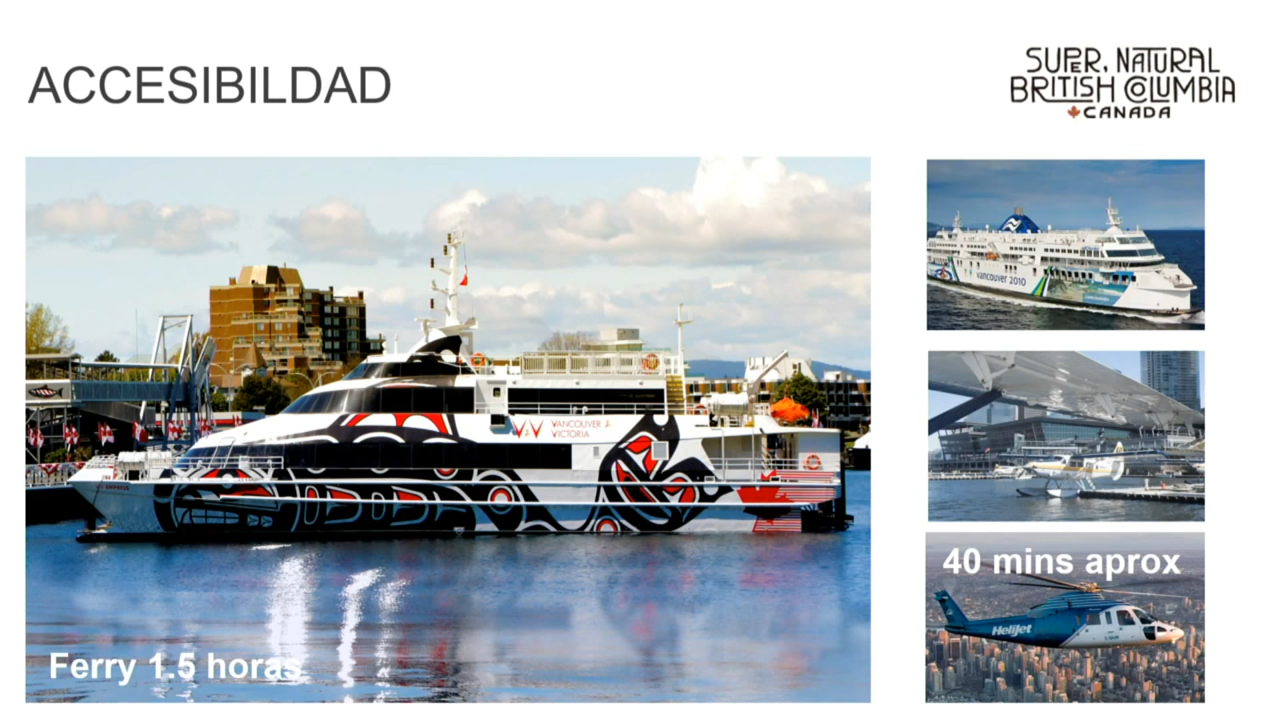 ACCESIBILDAD
SUPER, NATURAL
BRITISH COLUMBIA
CANADA
VANCOUVER
VICTORIA
Ferry 1.5 horas
vancouver 2010
40 mins aprox
Helijet